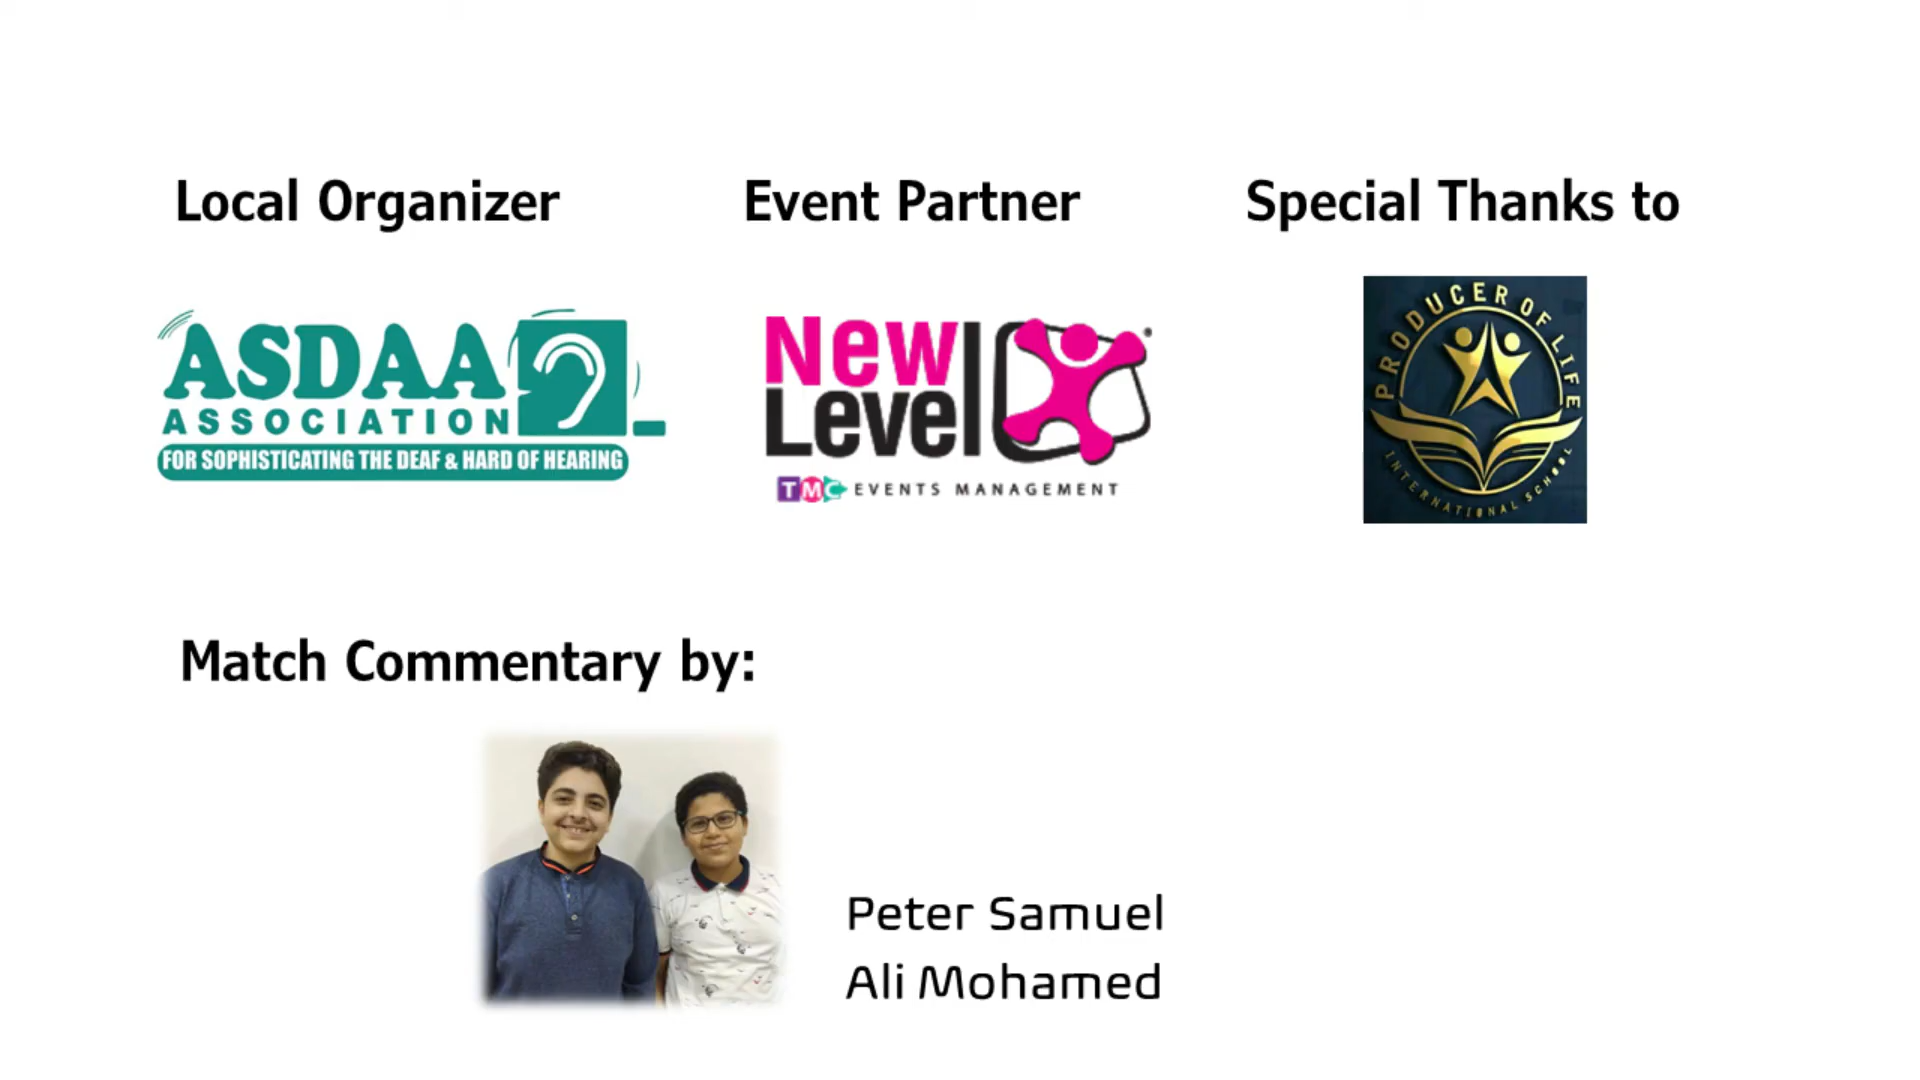 Local Organizer
Event Partner
Special Thanks to
ASDAA
ASSOCIATION
FOR SOPHISTICATING THE DEAF & HARD OF HEARING
New
Level
TMC EVENTS MANAGEMENT
PRODUCER OF LIFE
INTERNATIONAL SCHOOL
Match Commentary by:
Peter Samuel
Ali Mohamed